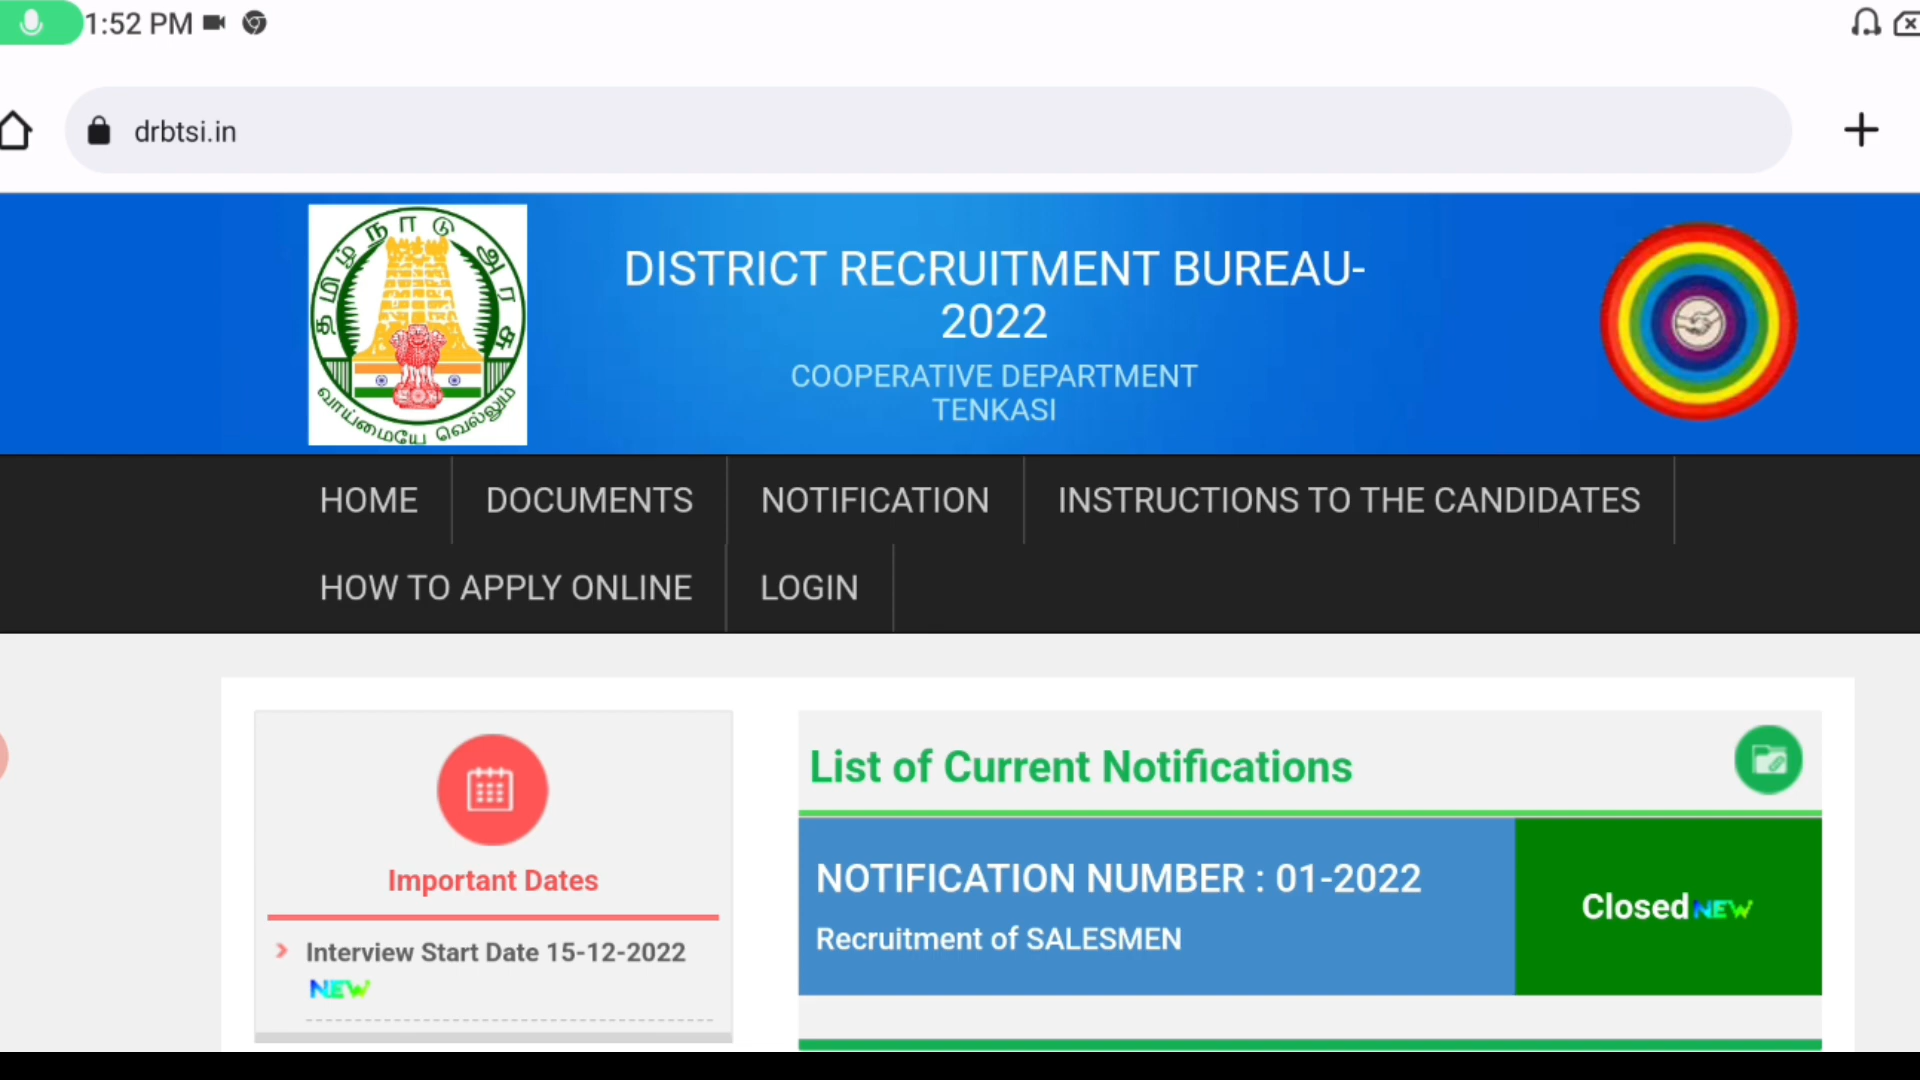 1:52 PM
drbtsi.in
தமிழ்நாடு அரசு
வாய்மையே வெல்லும்
DISTRICT RECRUITMENT BUREAU-
2022
COOPERATIVE DEPARTMENT
TENKASI
HOME DOCUMENTS NOTIFICATION INSTRUCTIONS TO THE CANDIDATES
HOW TO APPLY ONLINE LOGIN
Important Dates
Interview Start Date 15-12-2022
NEW
List of Current Notifications
NOTIFICATION NUMBER : 01-2022
Recruitment of SALESMEN
Closed NEW